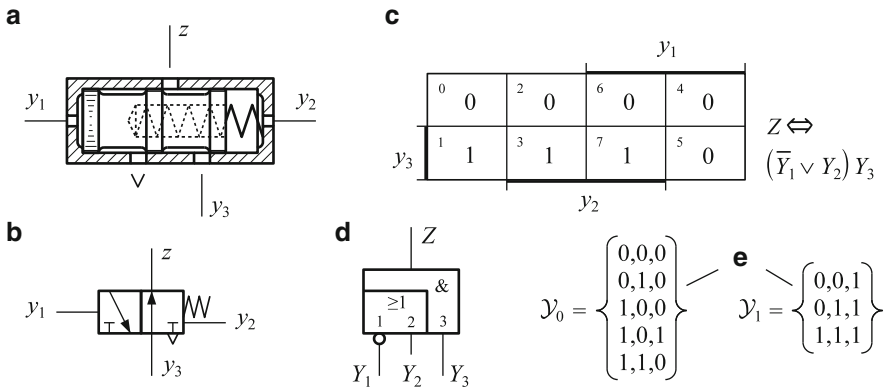 a
z
y₁
y₂
y₃
b
z
y₁
y₂
y₃
c
y₁
0 0 2 0 6 0 4 0
y₃ 1 1 3 1 7 1 5 0
y₂
Z ⇔
(Y̅₁ ∨ Y₂) Y₃
d
Z
&
≥1
1 2 3
Y₁ Y₂ Y₃
e
𝒴₀ = { 0,0,0
0,1,0
1,0,0
1,0,1
1,1,0 }
𝒴₁ = { 0,0,1
0,1,1
1,1,1 }